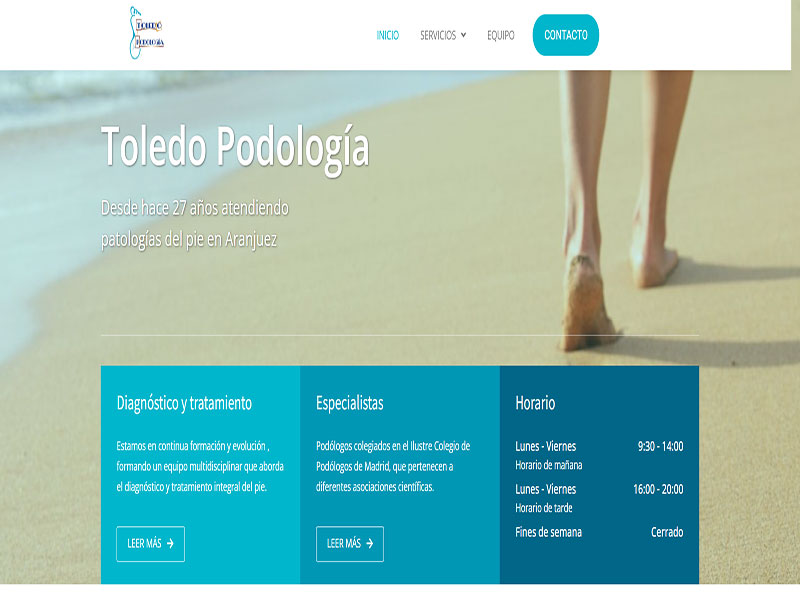 TOLEDO
PODOLOGÍA
INICIO
SERVICIOS
EQUIPO
CONTACTO
Toledo Podología
Desde hace 27 años atendiendo
patologías del pie en Aranjuez
Diagnóstico y tratamiento
Estamos en continua formación y evolución ,
formando un equipo multidisciplinar que aborda
el diagnóstico y tratamiento integral del pie.
LEER MÁS →
Especialistas
Podólogos colegiados en el Ilustre Colegio de
Podólogos de Madrid, que pertenecen a
diferentes asociaciones científicas.
LEER MÁS →
Horario
Lunes - Viernes 9:30 - 14:00
Horario de mañana
Lunes - Viernes 16:00 - 20:00
Horario de tarde
Fines de semana Cerrado